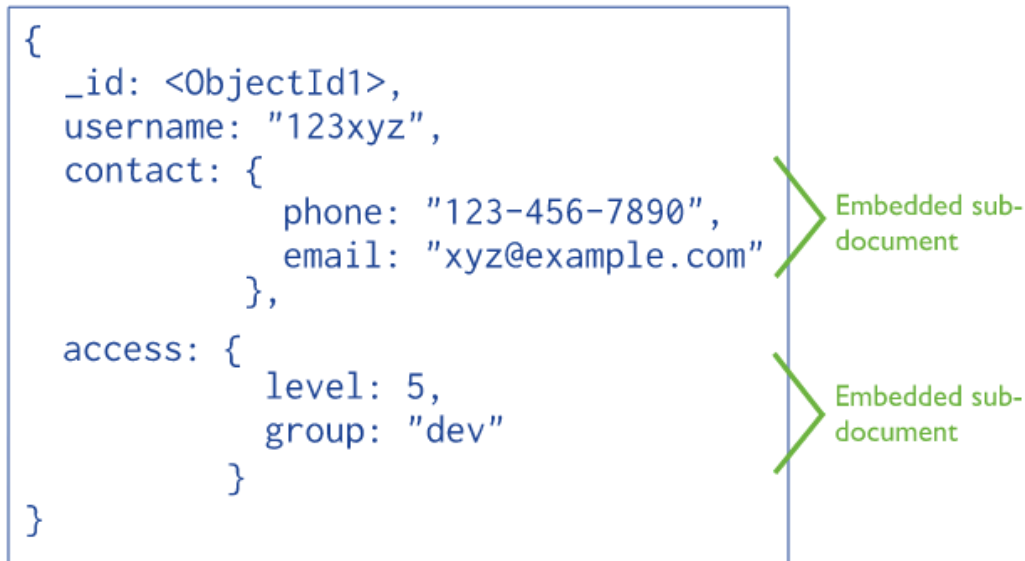 {
_id: <ObjectId1>,
username: "123xyz",
contact: {
phone: "123-456-7890",
email: "xyz@example.com"
},
access: {
level: 5,
group: "dev"
}
}
Embedded sub-
document
Embedded sub-
document